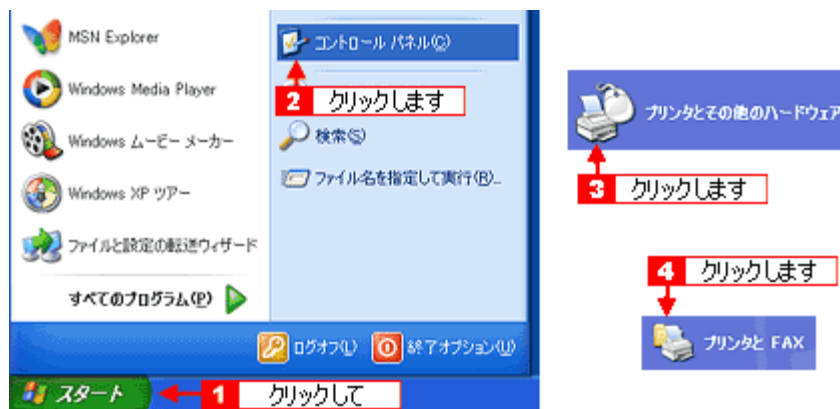 MSN Explorer
Windows Media Player
Windows ムービー メーカー
Windows XP ツアー
ファイルと設定の転送ウィザード
すべてのプログラム(P)
コントロール パネル(C)
2 クリックします
検索(S)
ファイル名を指定して実行(R)...
ログオフ(L)
終了オプション(U)
スタート
1 クリックして
プリンタとその他のハードウェア
3 クリックします
4 クリックします
プリンタと FAX